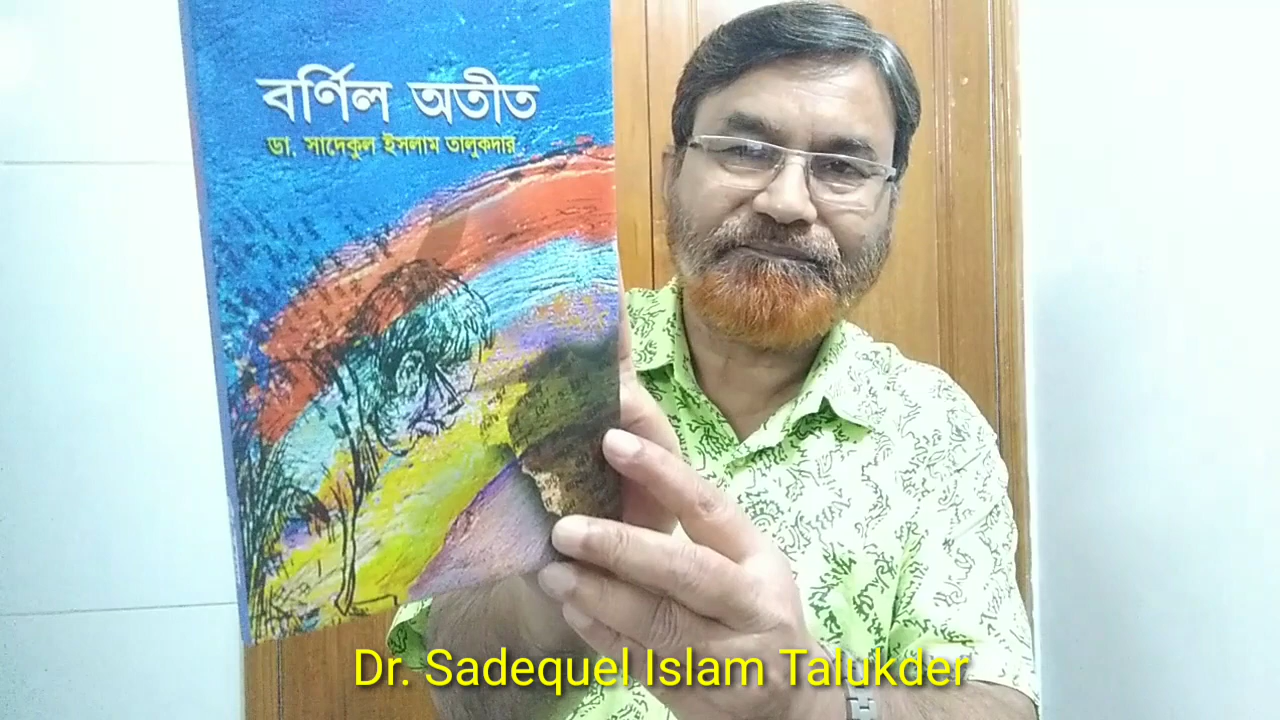 বর্ণিল অতীত
ডা. সাদেকুল ইসলাম তালুকদার
Dr. Sadequel Islam Talukder